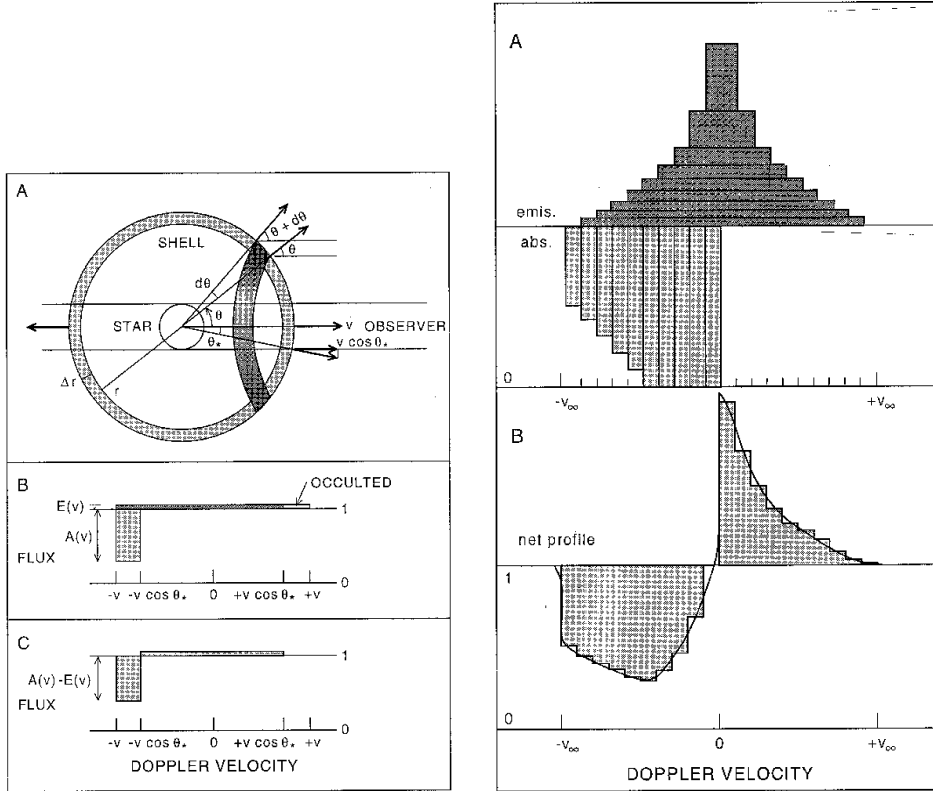 A
SHELL
θ + dθ
θ
dθ
θ
STAR
v OBSERVER
θ*
v cos θ*
Δr
r
B
OCCULTED
E(v)
1
A(v)
FLUX
0
-v -v cos θ* 0 +v cos θ* +v
C
1
A(v)-E(v)
FLUX
0
-v -v cos θ* 0 +v cos θ* +v
DOPPLER VELOCITY
A
emis.
abs.
0
-v∞ +v∞
B
net profile
1
0
-v∞ 0 +v∞
DOPPLER VELOCITY